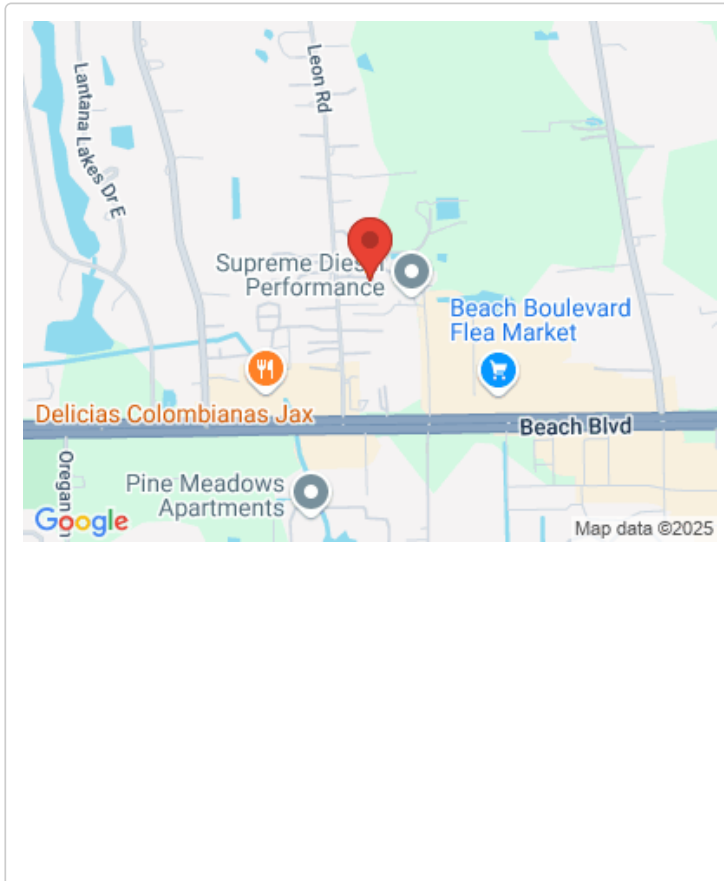 Lantana Lakes Dr E
Leon Rd
Supreme Diesel
Performance
Beach Boulevard
Flea Market
Delicias Colombianas Jax
Beach Blvd
Pine Meadows
Apartments
Google
Map data ©2025